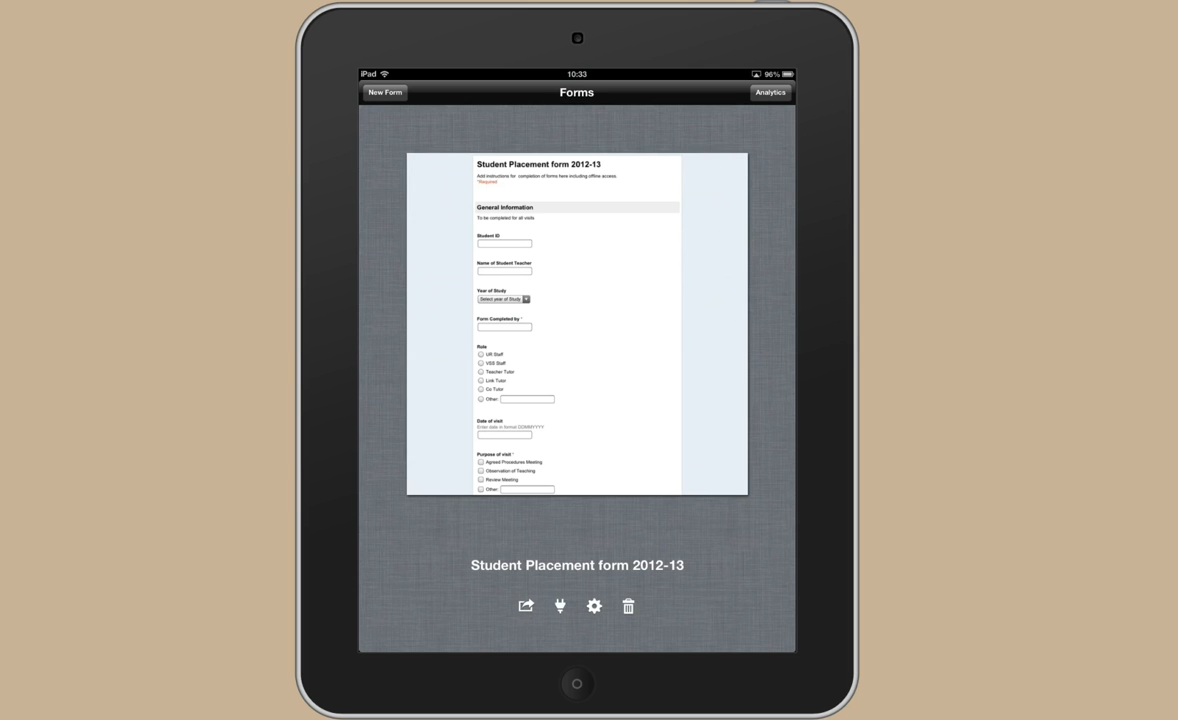 iPad 10:33 96%
New Form Forms Analytics
Student Placement form 2012-13
Add instructions for completion of forms here including offline access.
*Required
General Information
To be completed for all visits
Student ID
Name of Student Teacher
Year of Study
Select year of Study
Form Completed by *
Role
UR Staff
VSS Staff
Teacher Tutor
Link Tutor
Co Tutor
Other:
Date of visit
Enter date in format DDMMYYYY
Purpose of visit *
Agreed Procedures Meeting
Observation of Teaching
Review Meeting
Other:
Student Placement form 2012-13